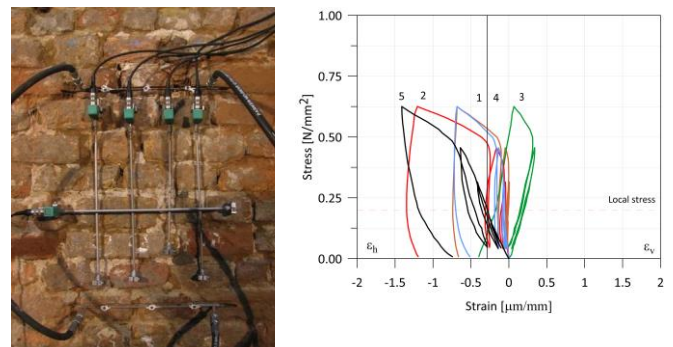 1.00
0.75
0.50
0.25
0.00
Stress [N/mm²]
5 2 1 4 3
Local stress
εh εv
-2 -1.5 -1 -0.5 0 0.5 1 1.5 2
Strain [μm/mm]